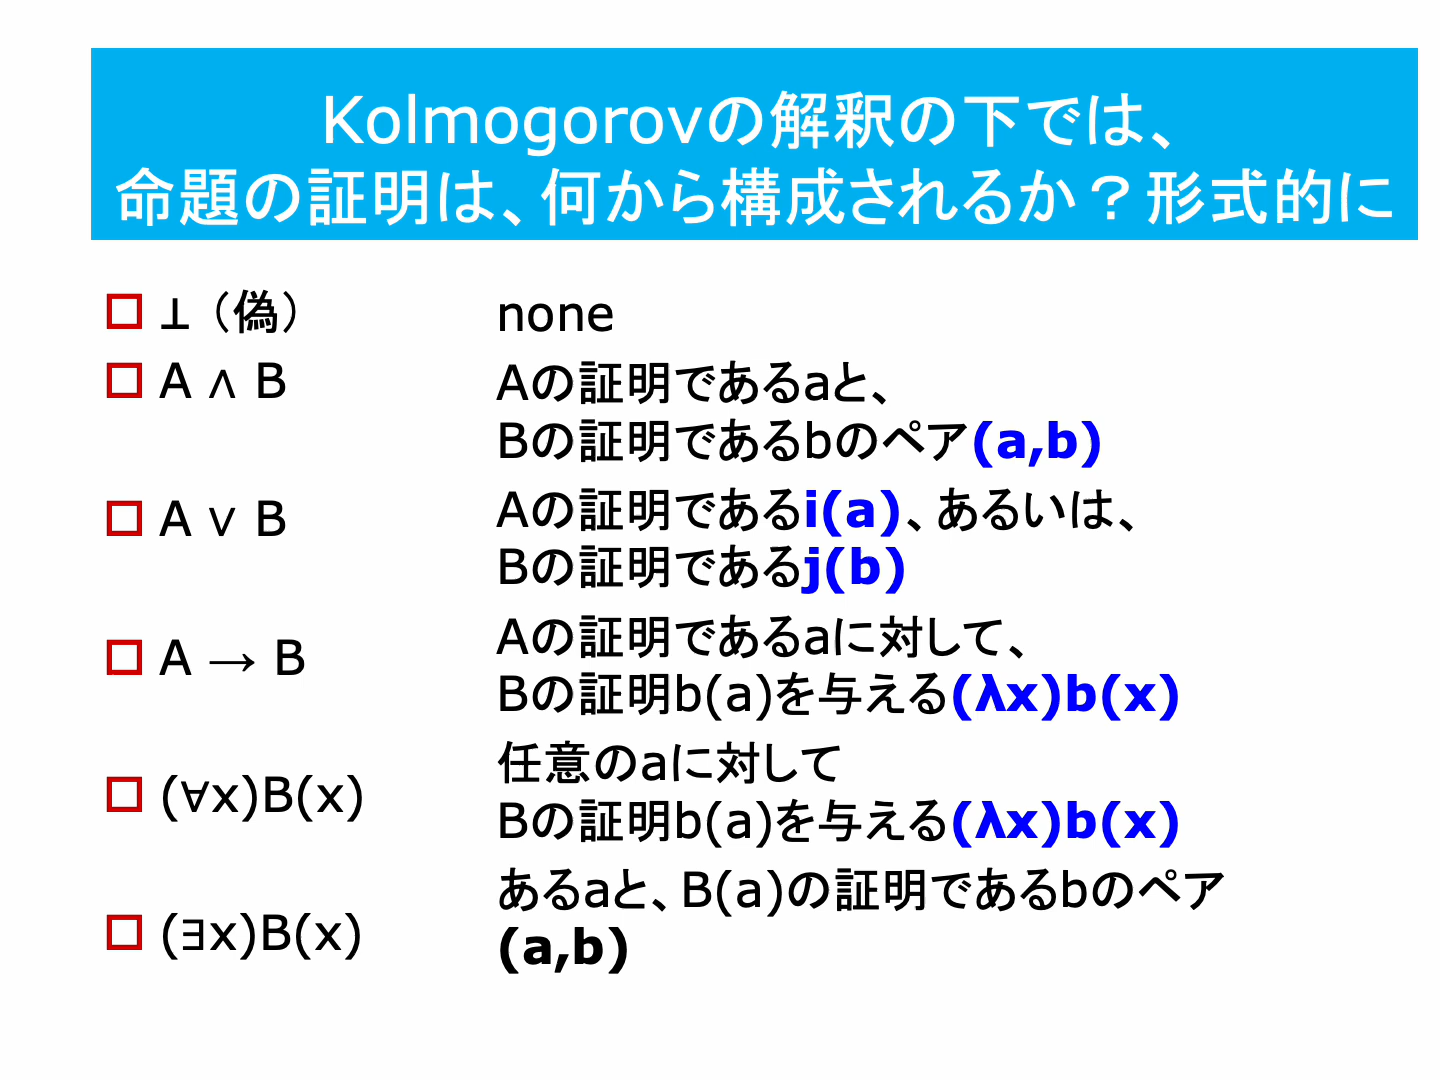 Kolmogorovの解釈の下では、
命題の証明は、何から構成されるか？形式的に
⊥（偽） none
A ∧ B Aの証明であるaと、
Bの証明であるbのペア(a,b)
A ∨ B Aの証明であるi(a)、あるいは、
Bの証明であるj(b)
A → B Aの証明であるaに対して、
Bの証明b(a)を与える(λx)b(x)
(∀x)B(x) 任意のaに対して
Bの証明b(a)を与える(λx)b(x)
(∃x)B(x) あるaと、B(a)の証明であるbのペア
(a,b)